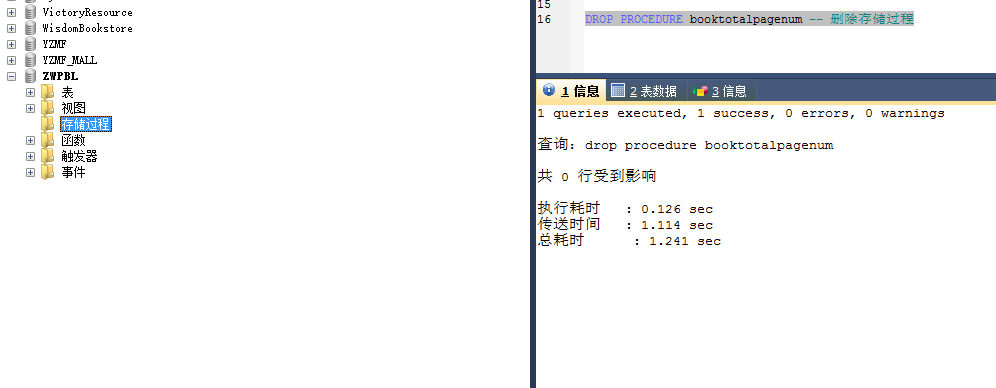 VictoryResource
WisdomBookstore
YZMF
YZMF_MALL
ZWPBL
表
视图
存储过程
函数
触发器
事件
15
16 DROP PROCEDURE booktotalpagenum -- 删除存储过程
1 信息 2 表数据 3 信息
1 queries executed, 1 success, 0 errors, 0 warnings
查询：drop procedure booktotalpagenum
共 0 行受到影响
执行耗时 : 0.126 sec
传送时间 : 1.114 sec
总耗时 : 1.241 sec